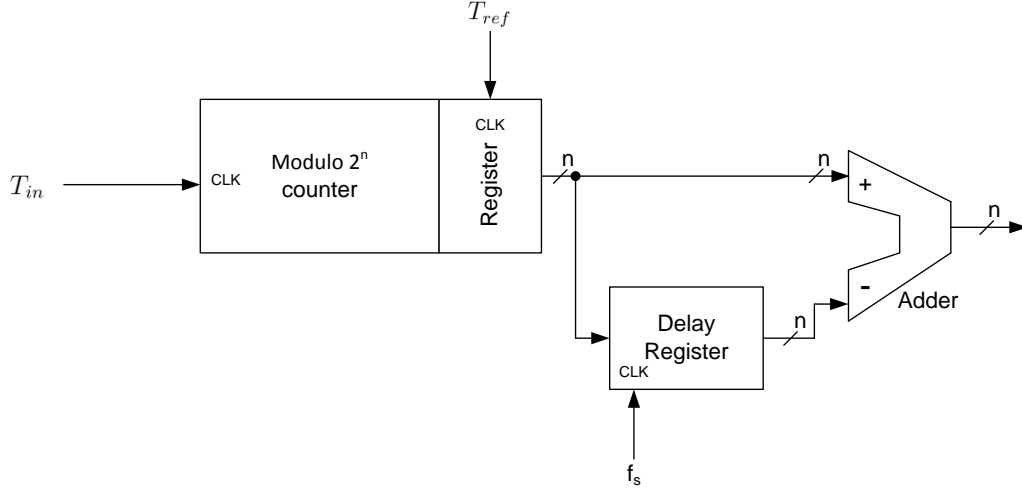 T_ref
CLK
Register
n
n
T_in
CLK
Modulo 2^n
counter
+
n
-
Adder
Delay
Register
CLK
n
f_s